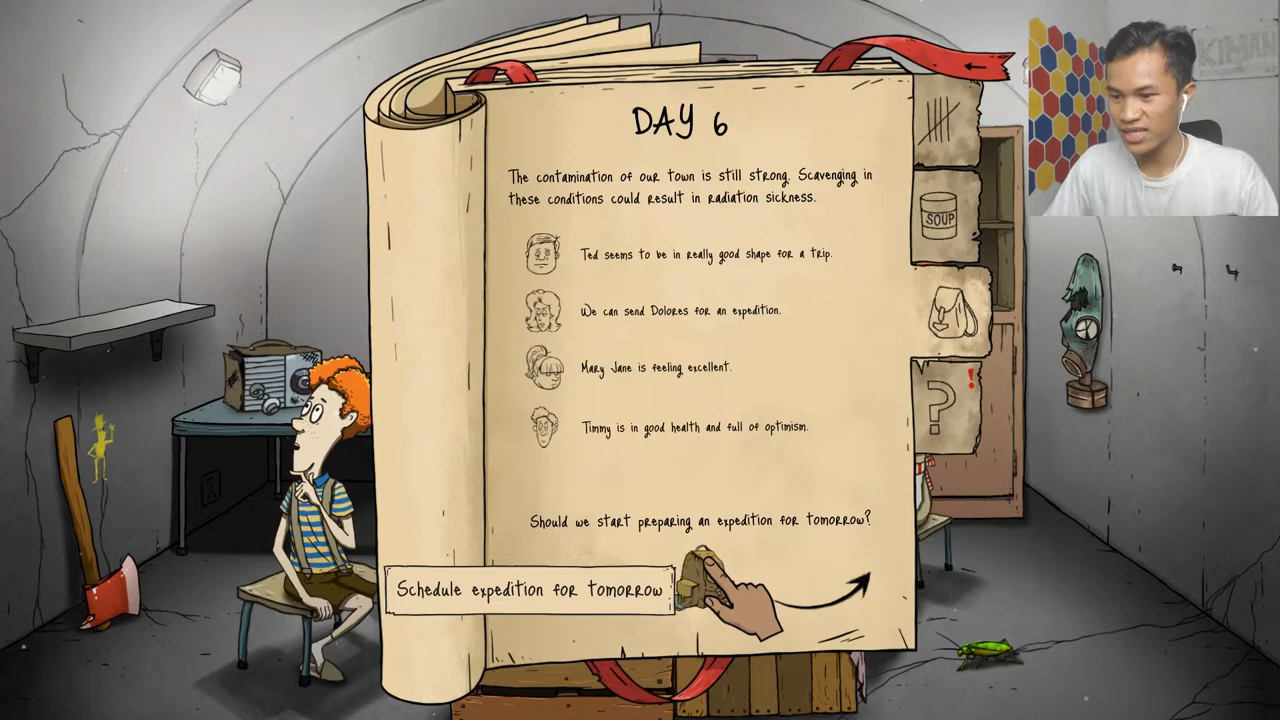 DAY 6
The contamination of our town is still strong. Scavenging in
these conditions could result in radiation sickness.
Ted seems to be in really good shape for a trip.
We can send Dolores for an expedition.
Mary Jane is feeling excellent.
Timmy is in good health and full of optimism.
Should we start preparing an expedition for tomorrow?
Schedule expedition for tomorrow
SOUP
?
!
KIMAN